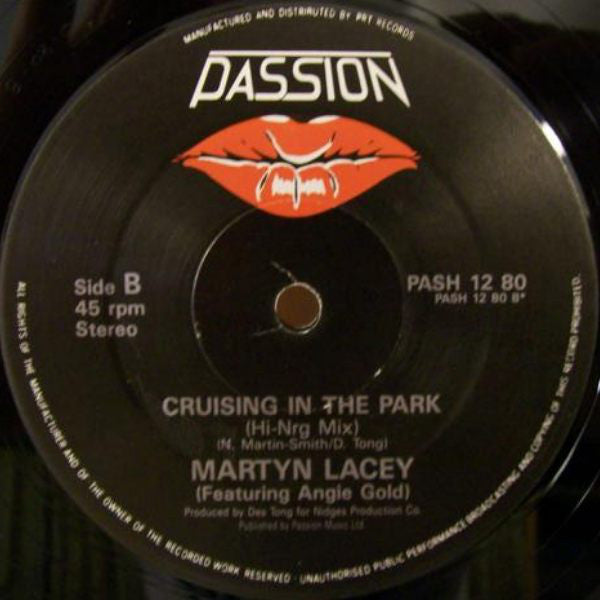 MANUFACTURED AND DISTRIBUTED BY PRT RECORDS
PASSION
Side B
45 rpm
Stereo
PASH 12 80
PASH 12 80 B*
CRUISING IN THE PARK
(Hi-Nrg Mix)
(N. Martin-Smith/D. Tong)
MARTYN LACEY
(Featuring Angie Gold)
Produced by Des Tong for Nidges Production Co.
Published by Passion Music Ltd.
ALL RIGHTS OF THE MANUFACTURER AND OF THE OWNER OF THE RECORDED WORK RESERVED · UNAUTHORISED PUBLIC PERFORMANCE BROADCASTING AND COPYING OF THIS RECORD PROHIBITED.